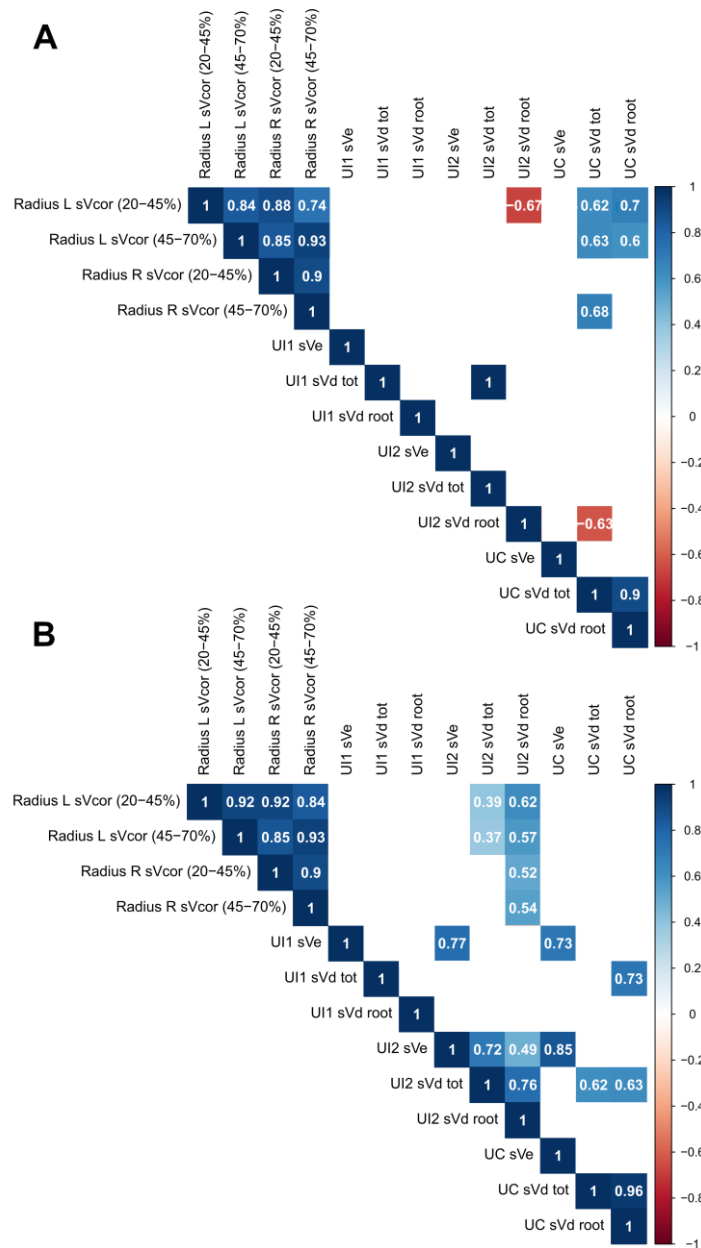 A
Radius L sVcor (20−45%)
Radius L sVcor (45−70%)
Radius R sVcor (20−45%)
Radius R sVcor (45−70%)
UI1 sVe
UI1 sVd tot
UI1 sVd root
UI2 sVe
UI2 sVd tot
UI2 sVd root
UC sVe
UC sVd tot
UC sVd root
Radius L sVcor (20−45%) 1 0.84 0.88 0.74 −0.67 0.62 0.7
Radius L sVcor (45−70%) 1 0.85 0.93 0.63 0.6
Radius R sVcor (20−45%) 1 0.9
Radius R sVcor (45−70%) 1 0.68
UI1 sVe 1
UI1 sVd tot 1 1
UI1 sVd root 1
UI2 sVe 1
UI2 sVd tot 1
UI2 sVd root 1 −0.63
UC sVe 1
UC sVd tot 1 0.9
UC sVd root 1
1
0.8
0.6
0.4
0.2
0
−0.2
−0.4
−0.6
−0.8
−1
B
Radius L sVcor (20−45%)
Radius L sVcor (45−70%)
Radius R sVcor (20−45%)
Radius R sVcor (45−70%)
UI1 sVe
UI1 sVd tot
UI1 sVd root
UI2 sVe
UI2 sVd tot
UI2 sVd root
UC sVe
UC sVd tot
UC sVd root
Radius L sVcor (20−45%) 1 0.92 0.92 0.84 0.39 0.62
Radius L sVcor (45−70%) 1 0.85 0.93 0.37 0.57
Radius R sVcor (20−45%) 1 0.9 0.52
Radius R sVcor (45−70%) 1 0.54
UI1 sVe 1 0.77 0.73
UI1 sVd tot 1 0.73
UI1 sVd root 1
UI2 sVe 1 0.72 0.49 0.85
UI2 sVd tot 1 0.76 0.62 0.63
UI2 sVd root 1
UC sVe 1
UC sVd tot 1 0.96
UC sVd root 1
1
0.8
0.6
0.4
0.2
0
−0.2
−0.4
−0.6
−0.8
−1